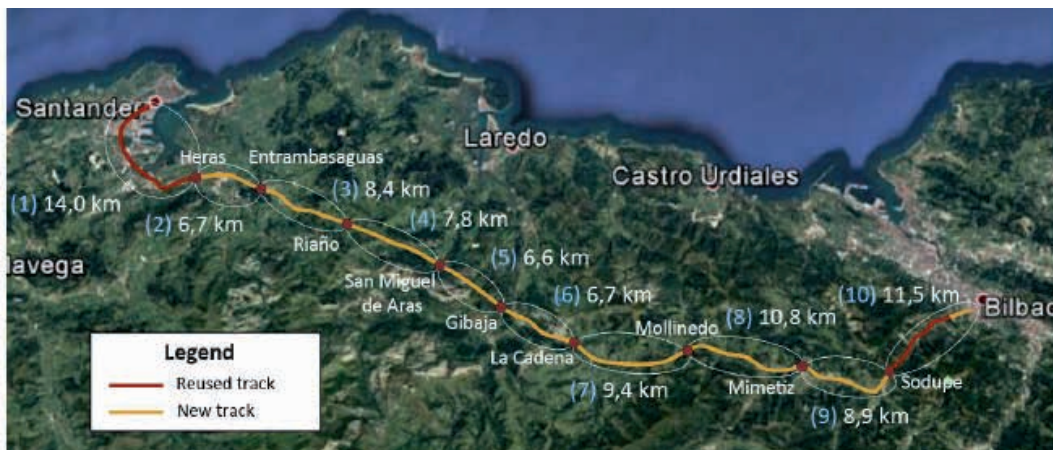 Santander
Laredo
Castro Urdiales
lavega
Bilbao
Heras
Entrambasaguas
Riaño
San Miguel
de Aras
Gibaja
La Cadena
Mollinedo
Mimetiz
Sodupe
(1) 14,0 km
(2) 6,7 km
(3) 8,4 km
(4) 7,8 km
(5) 6,6 km
(6) 6,7 km
(7) 9,4 km
(8) 10,8 km
(9) 8,9 km
(10) 11,5 km
Legend
Reused track
New track